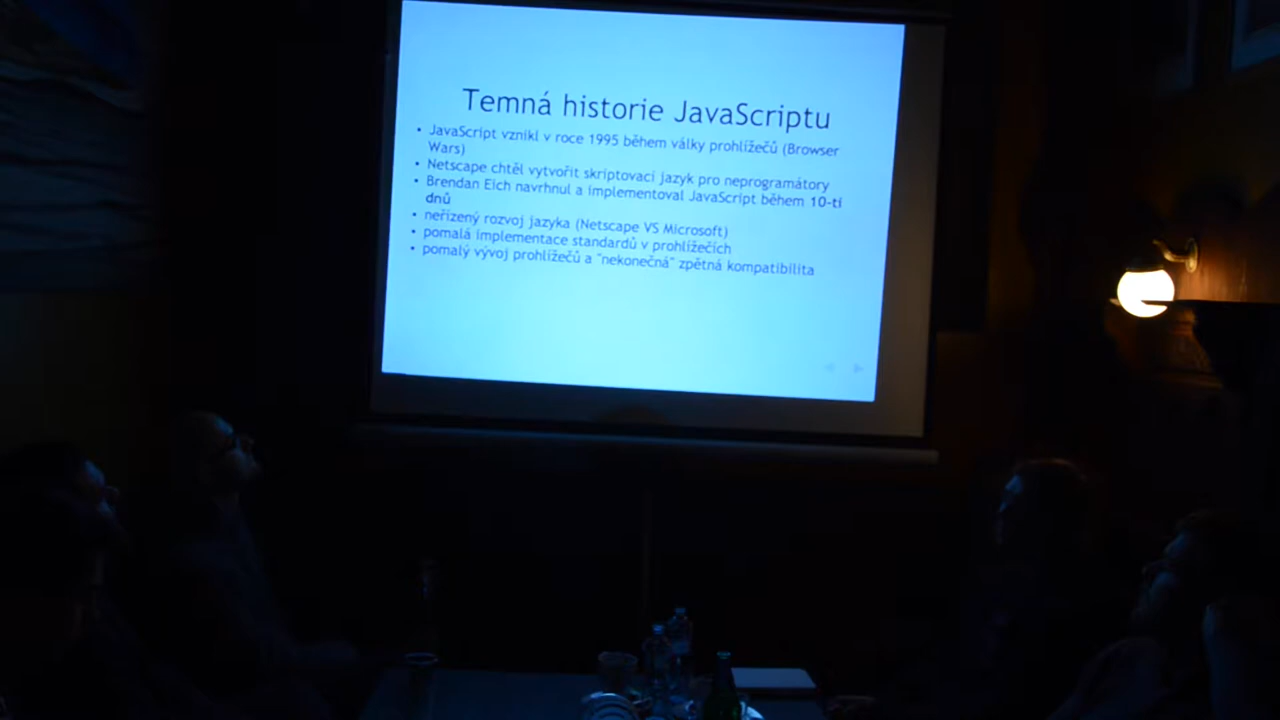 Temná historie JavaScriptu
• JavaScript vznikl v roce 1995 během války prohlížečů (Browser
Wars)
• Netscape chtěl vytvořit skriptovací jazyk pro neprogramátory
• Brendan Eich navrhnul a implementoval JavaScript během 10-ti
dnů
• neřízený rozvoj jazyka (Netscape VS Microsoft)
• pomalá implementace standardů v prohlížečích
• pomalý vývoj prohlížečů a "nekonečná" zpětná kompatibilita